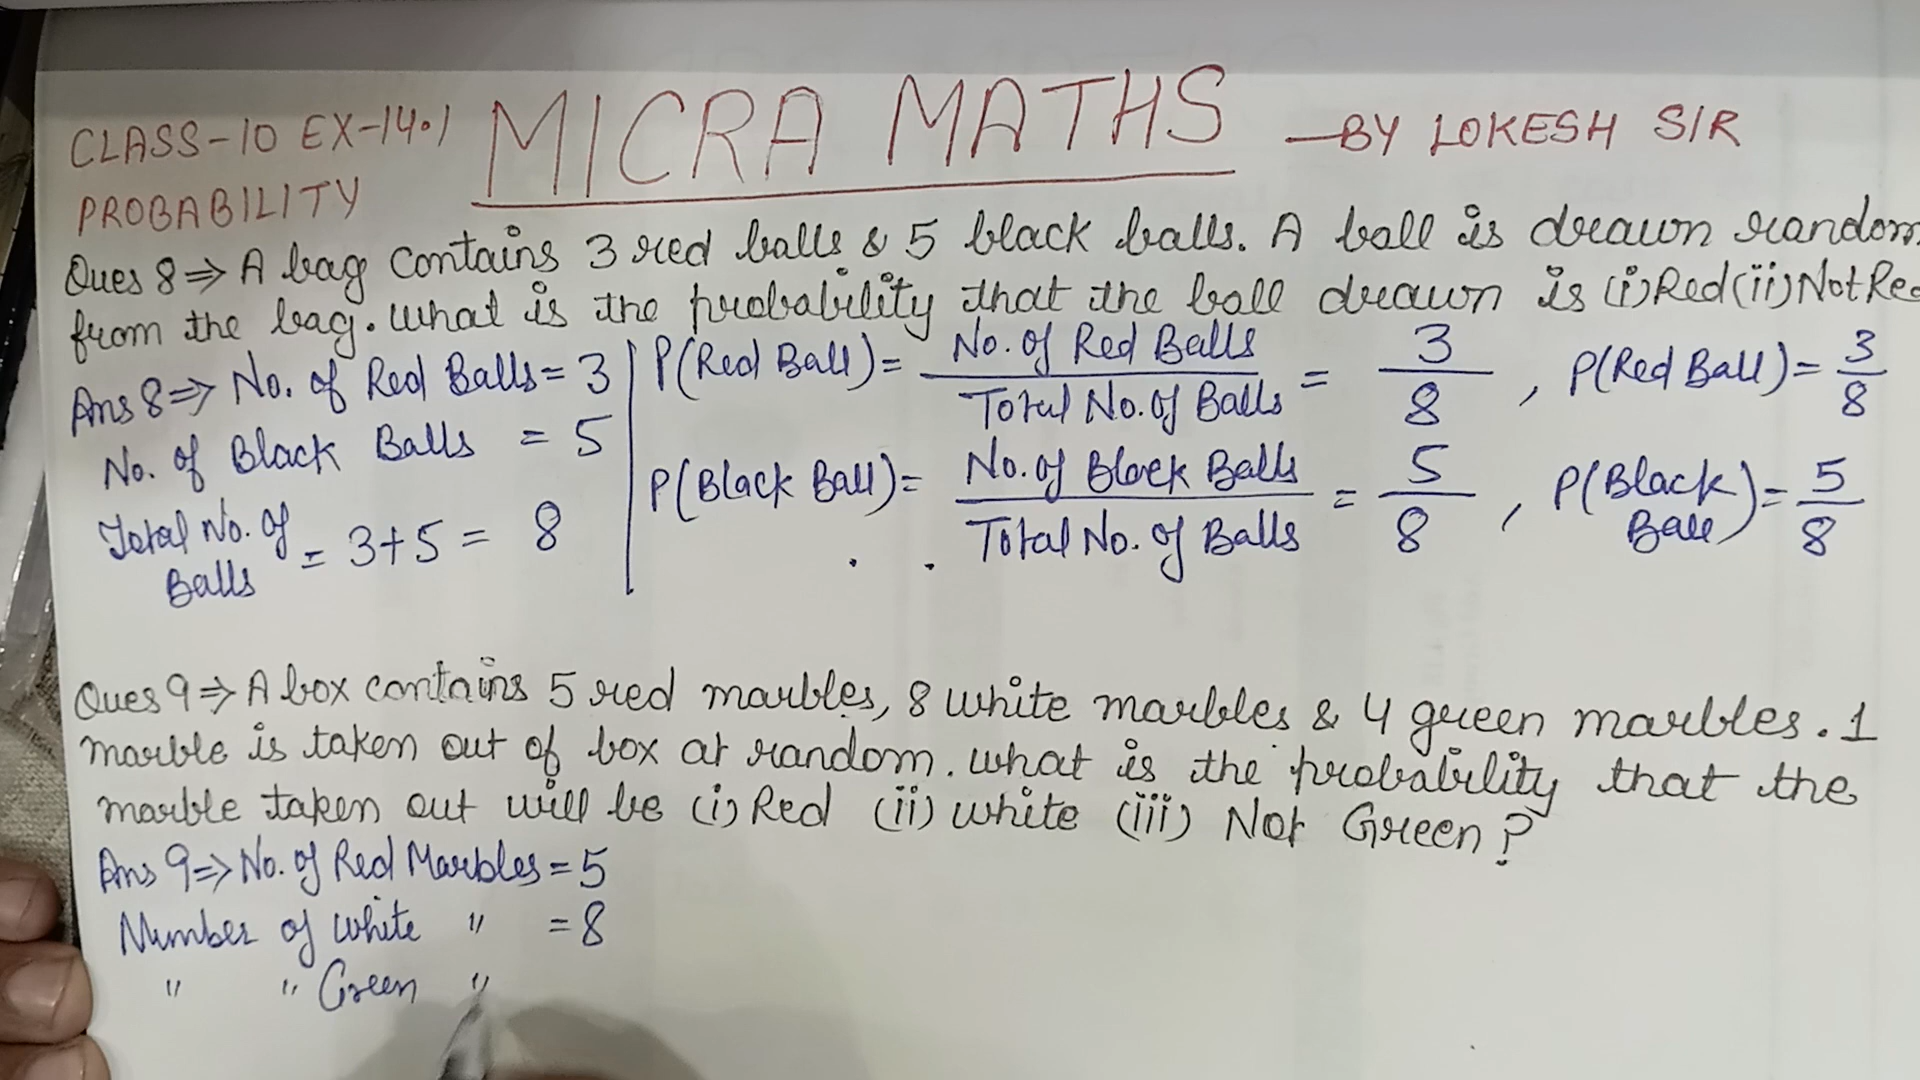 CLASS-10 EX-14.1 MICRA MATHS -BY LOKESH SIR
PROBABILITY
Ques 8⇒ A bag contains 3 red balls & 5 black balls. A ball is drawn random
from the bag. What is the probability that the ball drawn is (i) Red (ii) Not Red
Ans 8⇒ No. of Red Balls = 3
No. of Black Balls = 5
Total No. of Balls = 3+5 = 8
P(Red Ball) = No. of Red Balls / Total No. of Balls = 3/8 , P(Red Ball) = 3/8
P(Black Ball) = No. of Block Balls / Total No. of Balls = 5/8 , P(Black Ball) = 5/8
Ques 9⇒ A box contains 5 red marbles, 8 white marbles & 4 green marbles. 1
marble is taken out of box at random. what is the probability that the
marble taken out will be (i) Red (ii) white (iii) Not Green?
Ans 9⇒ No. of Red Marbles = 5
Number of white " = 8
" " Green "